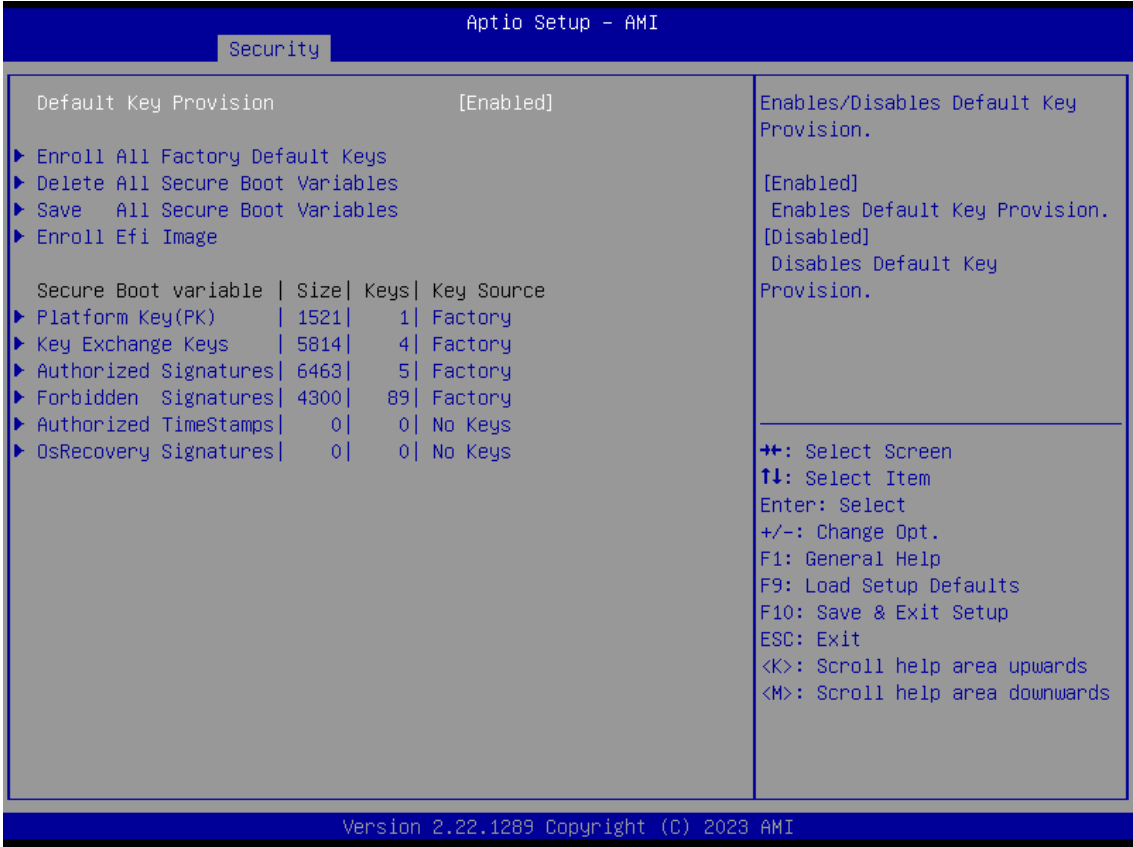 Aptio Setup – AMI
Security
Default Key Provision [Enabled]
▶ Enroll All Factory Default Keys
▶ Delete All Secure Boot Variables
▶ Save   All Secure Boot Variables
▶ Enroll Efi Image
Secure Boot variable | Size| Keys| Key Source
▶ Platform Key(PK)     | 1521|    1| Factory
▶ Key Exchange Keys    | 5814|    4| Factory
▶ Authorized Signatures| 6463|    5| Factory
▶ Forbidden  Signatures| 4300|   89| Factory
▶ Authorized TimeStamps|    0|    0| No Keys
▶ OsRecovery Signatures|    0|    0| No Keys
Enables/Disables Default Key
Provision.
[Enabled]
Enables Default Key Provision.
[Disabled]
Disables Default Key
Provision.
→←: Select Screen
↑↓: Select Item
Enter: Select
+/-: Change Opt.
F1: General Help
F9: Load Setup Defaults
F10: Save & Exit Setup
ESC: Exit
<K>: Scroll help area upwards
<M>: Scroll help area downwards
Version 2.22.1289 Copyright (C) 2023 AMI